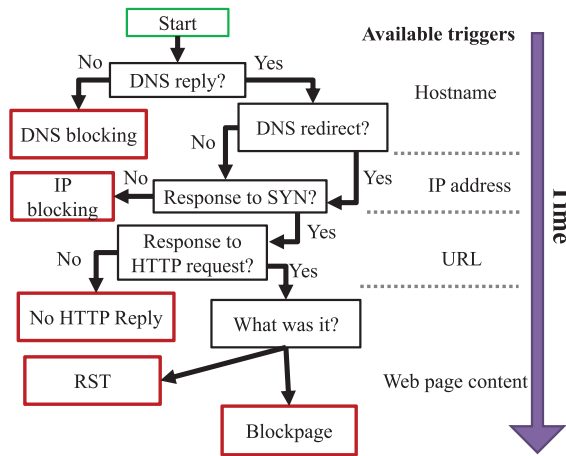 Start
Available triggers
No
Yes
DNS reply?
Hostname
DNS blocking
DNS redirect?
No
Yes
IP
blocking
No
Response to SYN?
IP address
Time
Yes
Response to
HTTP request?
No
Yes
URL
No HTTP Reply
What was it?
RST
Web page content
Blockpage